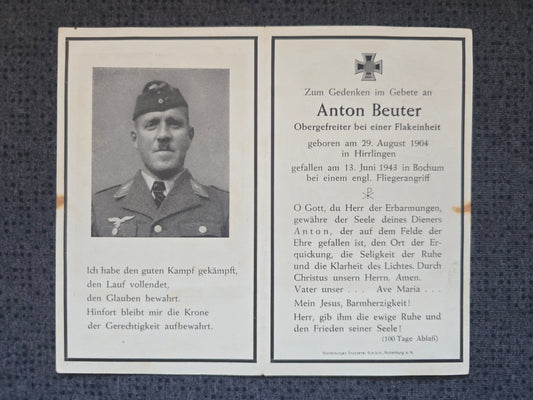 Ich habe den guten Kampf gekämpft,
den Lauf vollendet,
den Glauben bewahrt.
Hinfort bleibt mir die Krone
der Gerechtigkeit aufbewahrt.
Zum Gedenken im Gebete an
Anton Beuter
Obergefreiter bei einer Flakeinheit
geboren am 29. August 1904
in Hirrlingen
gefallen am 13. Juni 1943 in Bochum
bei einem engl. Fliegerangriff
O Gott, du Herr der Erbarmungen,
gewähre der Seele deines Dieners
Anton, der auf dem Felde der
Ehre gefallen ist, den Ort der Er-
quickung, die Seligkeit der Ruhe
und die Klarheit des Lichtes. Durch
Christus unsern Herrn. Amen.
Vater unser . . . Ave Maria . . .
Mein Jesus, Barmherzigkeit!
Herr, gib ihm die ewige Ruhe und
den Frieden seiner Seele!
(100 Tage Ablaß)
Rottenburger Druckerei G.m.b.H., Rottenburg a. N.